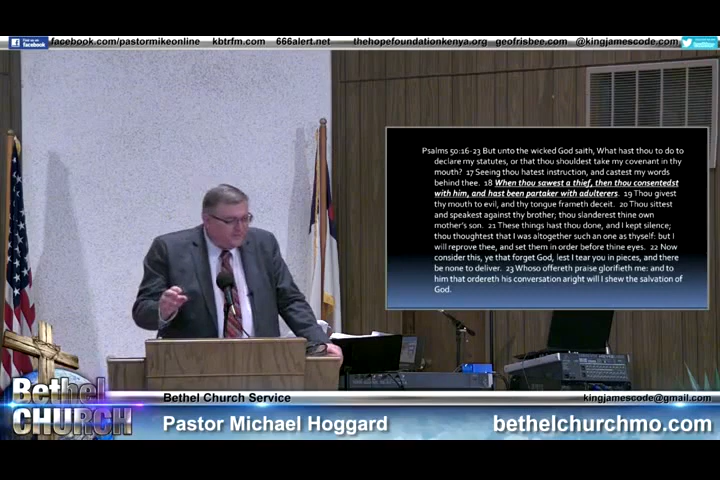 Find us on facebook facebook.com/pastormikeonline kbtrfm.com 666alert.net thehopefoundationkenya.org geofrisbee.com @kingjamescode.com twitter
Psalms 50:16-23 But unto the wicked God saith, What hast thou to do to
declare my statutes, or that thou shouldest take my covenant in thy
mouth? 17 Seeing thou hatest instruction, and castest my words
behind thee. 18 When thou sawest a thief, then thou consentedst
with him, and hast been partaker with adulterers. 19 Thou givest
thy mouth to evil, and thy tongue frameth deceit. 20 Thou sittest
and speakest against thy brother; thou slanderest thine own
mother's son. 21 These things hast thou done, and I kept silence;
thou thoughtest that I was altogether such an one as thyself: but I
will reprove thee, and set them in order before thine eyes. 22 Now
consider this, ye that forget God, lest I tear you in pieces, and there
be none to deliver. 23 Whoso offereth praise glorifieth me: and to
him that ordereth his conversation aright will I shew the salvation of
God.
Bethel
CHURCH
Bethel Church Service kingjamescode@gmail.com
Pastor Michael Hoggard bethelchurchmo.com